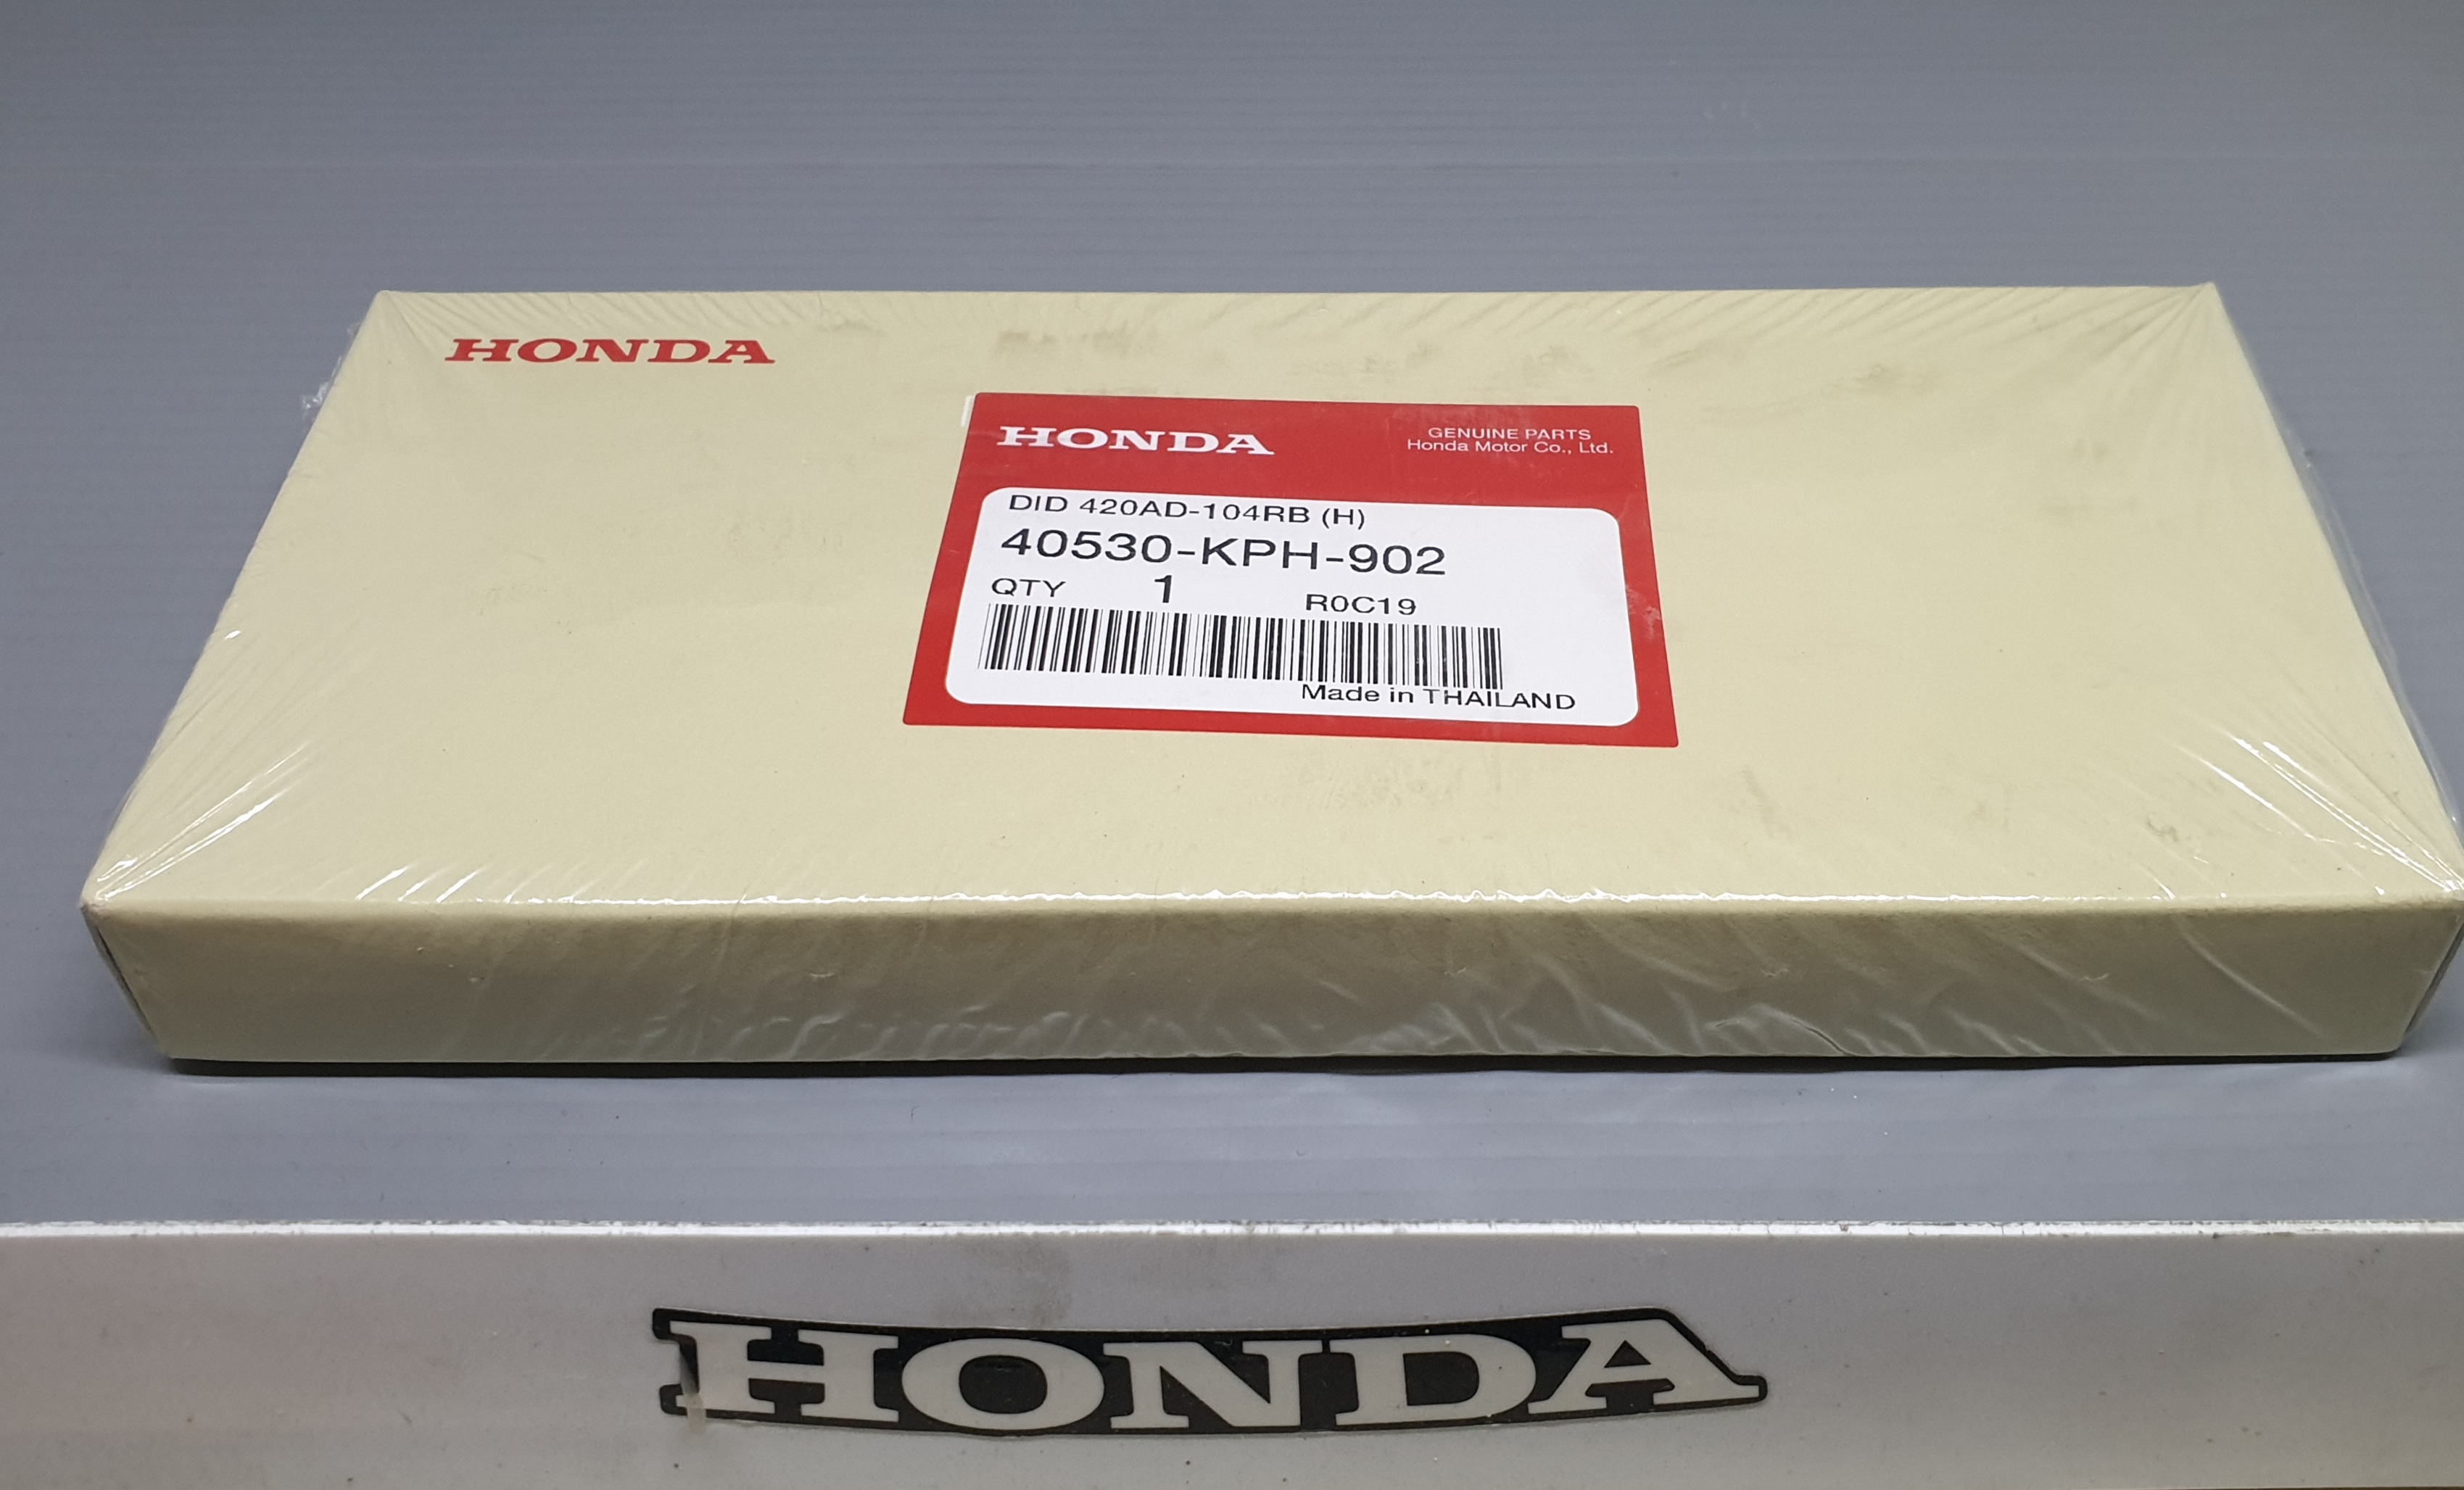 HONDA
HONDA
GENUINE PARTS
Honda Motor Co., Ltd.
DID 420AD-104RB (H)
40530-KPH-902
QTY 1 R0C19
Made in THAILAND
HONDA